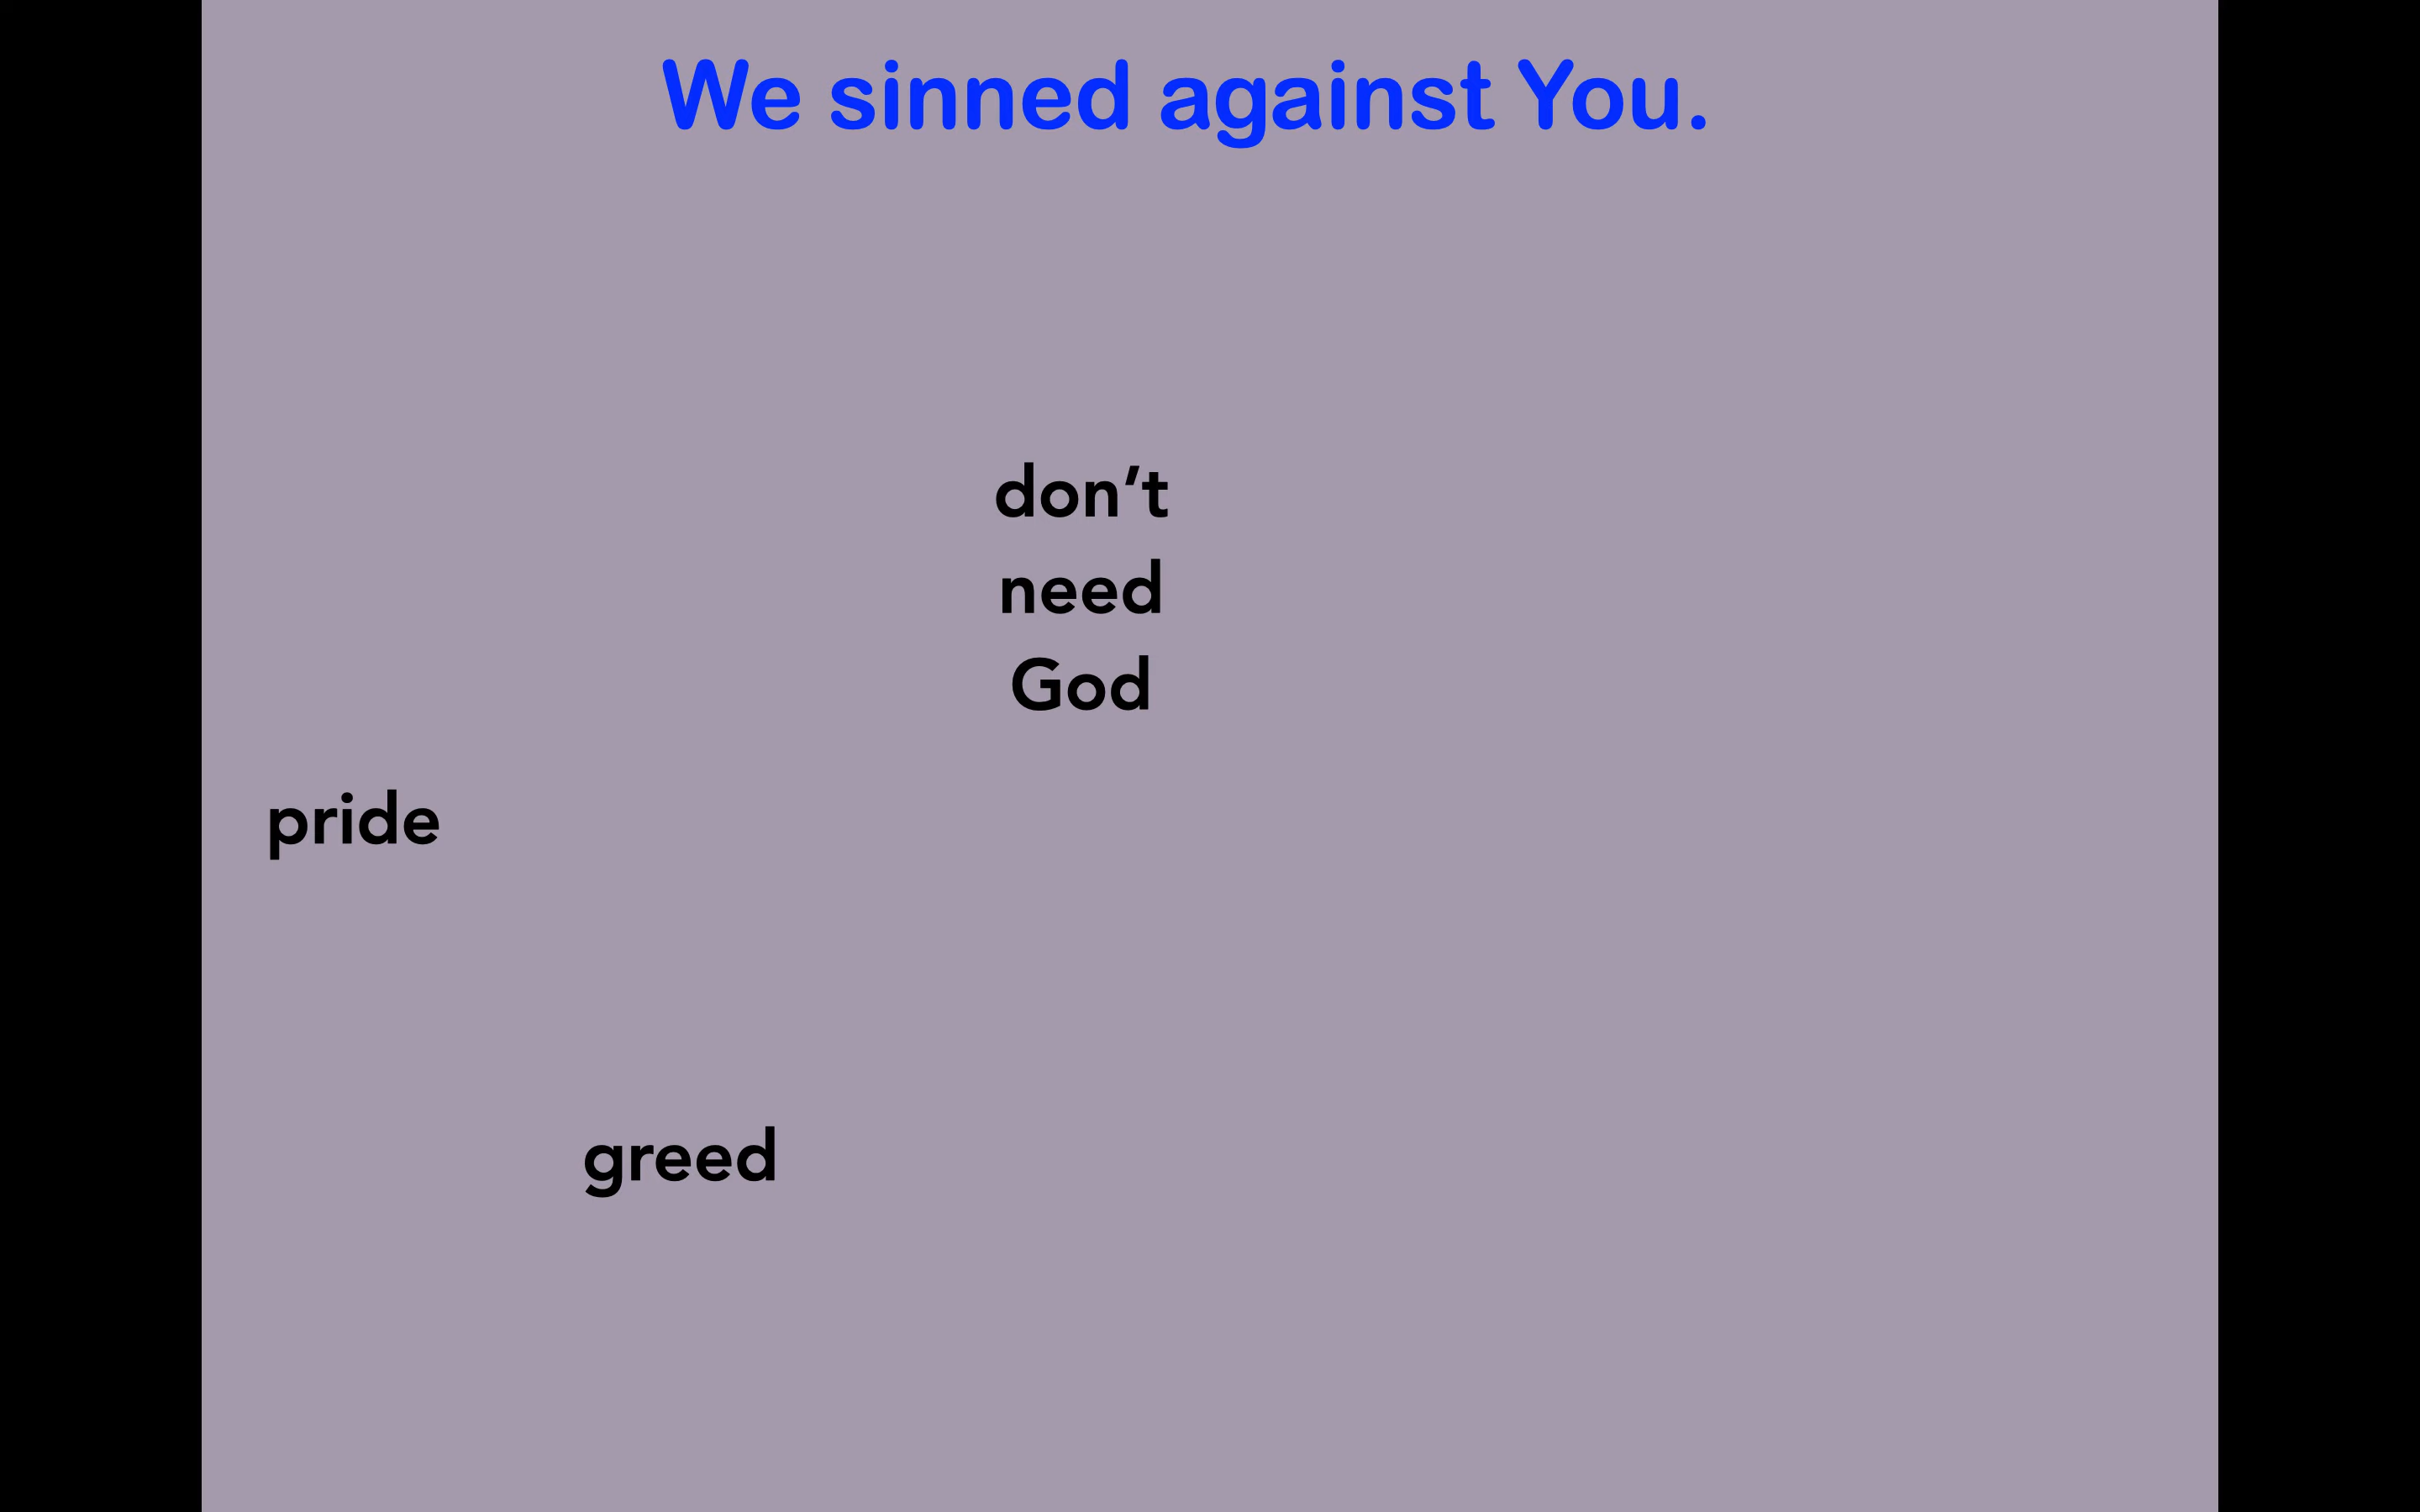 We sinned against You.
don't
need
God
pride
greed